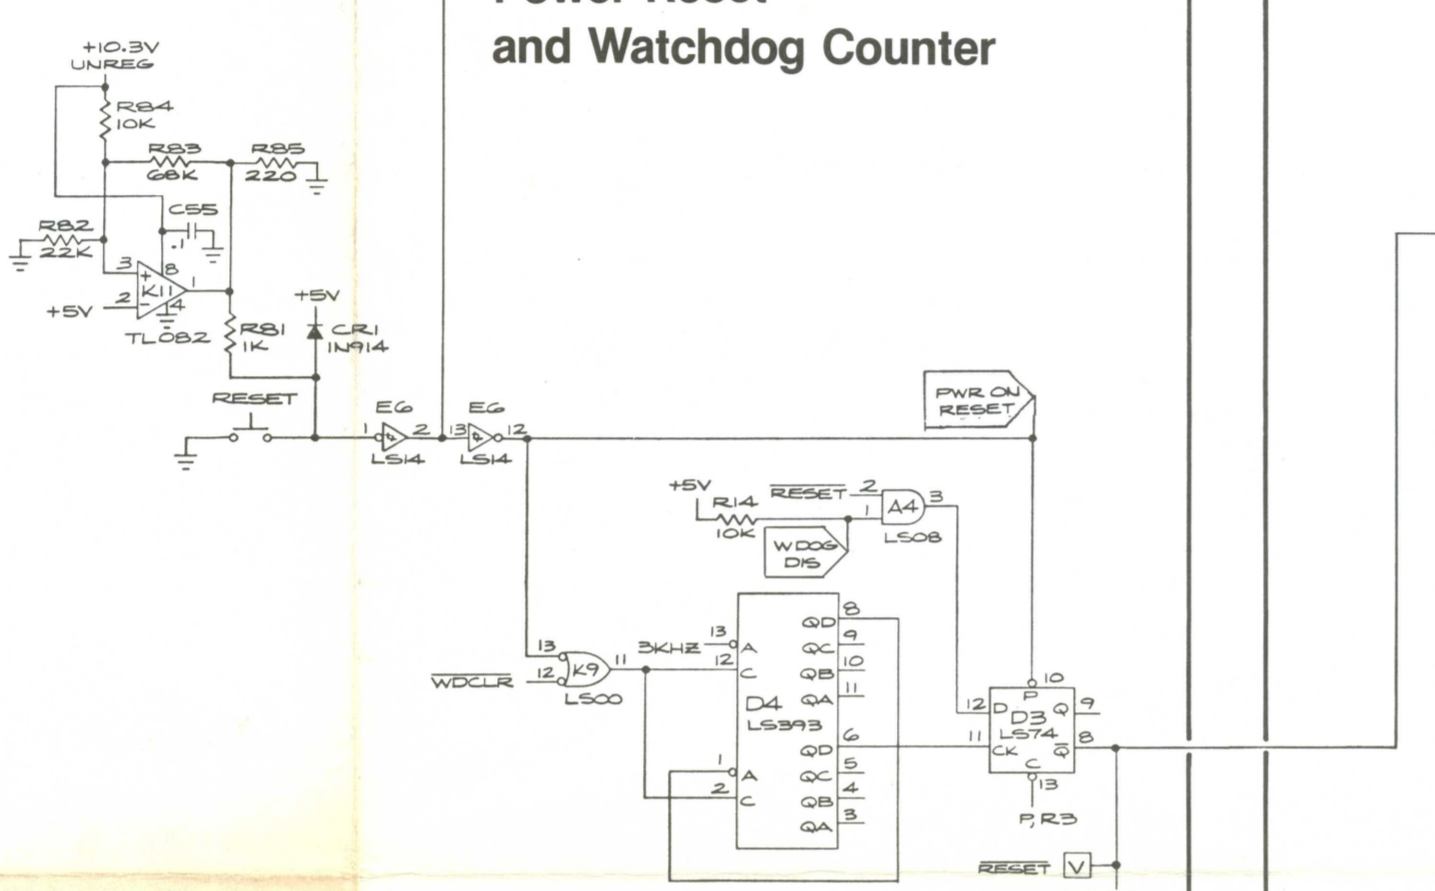 Power Reset
and Watchdog Counter
+10.3V
UNREG
R84
10K
R83
68K
R85
220
R82
22K
C55
.1
3
+
8
K11
1
+5V
2
-
4
TL082
R81
1K
+5V
CR1
1N914
RESET
1
E6
2
LS14
13
E6
12
LS14
PWR ON
RESET
+5V
R14
10K
RESET
2
1
A4
3
LS08
WDOG
DIS
13
WDCLR
12
K9
11
LS00
3KHZ
13
A
12
C
D4
LS393
1
A
2
C
QD
8
QC
9
QB
10
QA
11
QD
6
QC
5
QB
4
QA
3
10
P
12
D
D3
Q
9
LS74
11
CK
Q
8
C
13
P,R3
RESET
V